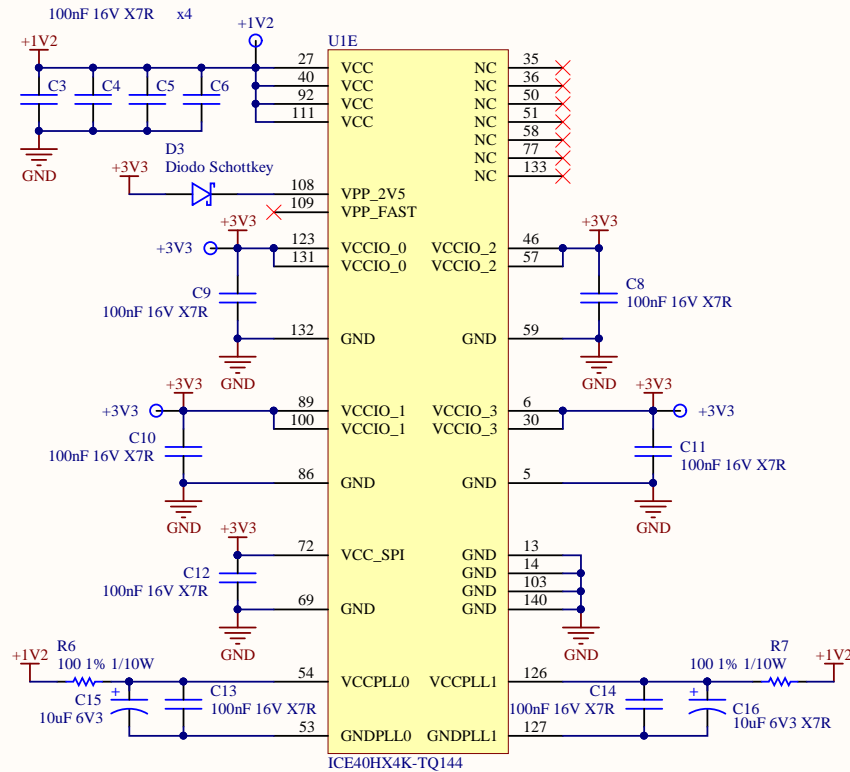 100nF 16V X7R x4
+1V2
+1V2
C3 C4 C5 C6
GND
U1E
27 VCC
40 VCC
92 VCC
111 VCC
NC 35
NC 36
NC 50
NC 51
NC 58
NC 77
NC 133
D3
Diodo Schottkey
+3V3
108 VPP_2V5
109 VPP_FAST
+3V3
+3V3
123 VCCIO_0
131 VCCIO_0
C9
100nF 16V X7R
132 GND
GND
+3V3
VCCIO_2 46
VCCIO_2 57
C8
100nF 16V X7R
GND 59
GND
+3V3
+3V3
89 VCCIO_1
100 VCCIO_1
C10
100nF 16V X7R
86 GND
GND
+3V3
+3V3
VCCIO_3 6
VCCIO_3 30
C11
100nF 16V X7R
GND 5
GND
+3V3
72 VCC_SPI
C12
100nF 16V X7R
69 GND
GND
GND 13
GND 14
GND 103
GND 140
GND
+1V2
R6
100 1% 1/10W
54 VCCPLL0
C15
10uF 6V3
+
C13
100nF 16V X7R
53 GNDPLL0
VCCPLL1 126
R7
100 1% 1/10W
+1V2
C14
100nF 16V X7R
+
C16
10uF 6V3 X7R
GNDPLL1 127
ICE40HX4K-TQ144